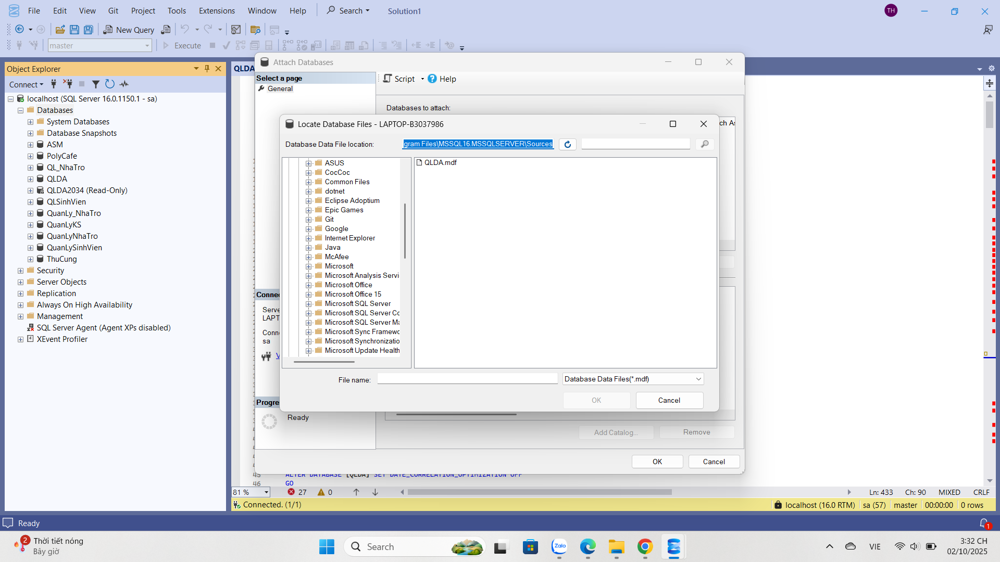 File Edit View Git Project Tools Extensions Window Help Search Solution1 TH
New Query
master Execute
Object Explorer
Connect
localhost (SQL Server 16.0.1150.1 - sa)
Databases
System Databases
Database Snapshots
ASM
PolyCafe
QL_NhaTro
QLDA
QLDA2034 (Read-Only)
QLSinhVien
QuanLy_NhaTro
QuanLyKS
QuanLyNhaTro
QuanLySinhVien
ThuCung
Security
Server Objects
Replication
Always On High Availability
Management
SQL Server Agent (Agent XPs disabled)
XEvent Profiler
QLDA
Attach Databases
Select a page
General
Script Help
Databases to attach:
ch As
Conne
Serve
LAPT
Conn
sa
V
Progre
Ready
Locate Database Files - LAPTOP-B3037986
Database Data File location: gram Files\MSSQL16.MSSQLSERVER\Sources
ASUS
CocCoc
Common Files
dotnet
Eclipse Adoptium
Epic Games
Git
Google
Internet Explorer
Java
McAfee
Microsoft
Microsoft Analysis Servi
Microsoft Office
Microsoft Office 15
Microsoft SQL Server
Microsoft SQL Server Co
Microsoft SQL Server Ma
Microsoft Sync Framewo
Microsoft Synchronizatio
Microsoft Update Health
QLDA.mdf
File name: Database Data Files(*.mdf)
OK Cancel
Add Catalog... Remove
OK Cancel
45 ALTER DATABASE [QLDA] SET DATE_CORRELATION_OPTIMIZATION OFF
46 GO
81 % 27 0 Ln: 433 Ch: 90 MIXED CRLF
Connected. (1/1) localhost (16.0 RTM) sa (57) master 00:00:00 0 rows
Ready 1
2 Thời tiết nóng
Bây giờ
Search
Zalo
VIE
3:32 CH
02/10/2025